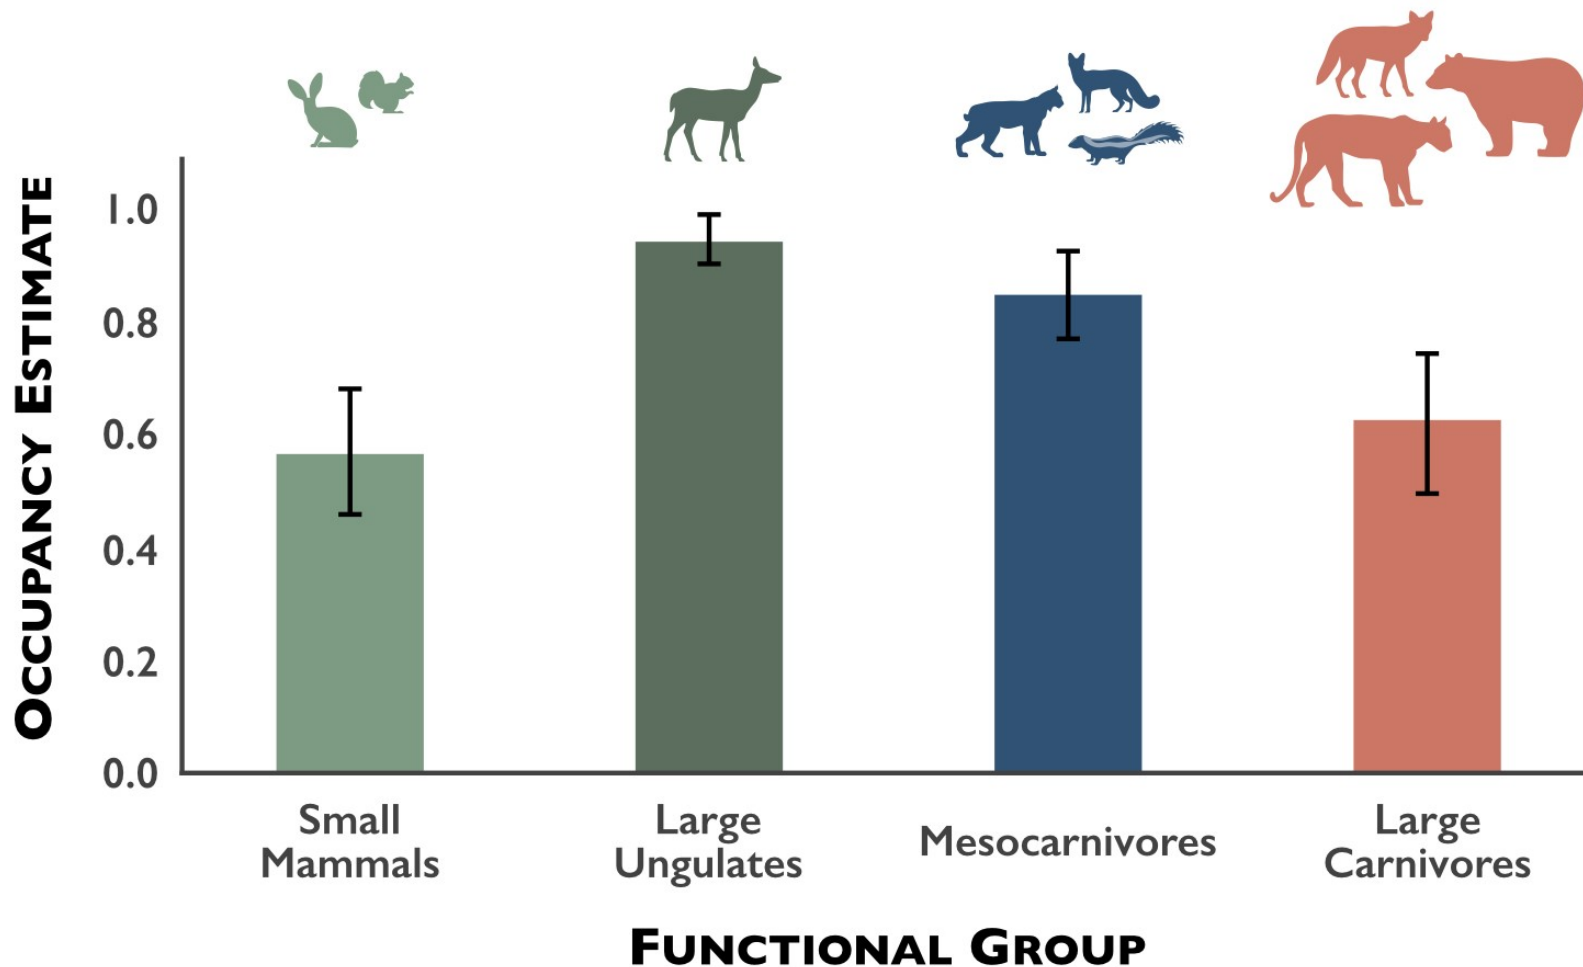 OCCUPANCY ESTIMATE
1.0
0.8
0.6
0.4
0.2
0.0
Small
Mammals
Large
Ungulates
Mesocarnivores
Large
Carnivores
FUNCTIONAL GROUP